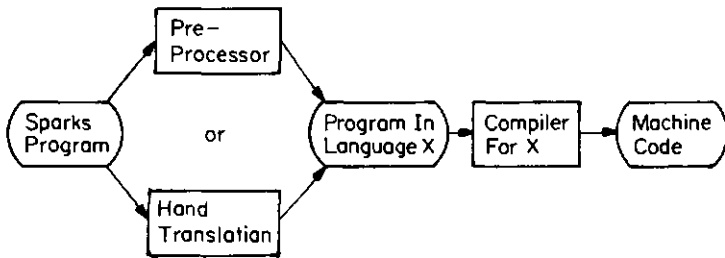 Pre-
Processor
Sparks
Program
or
Program In
Language X
Compiler
For X
Machine
Code
Hand
Translation